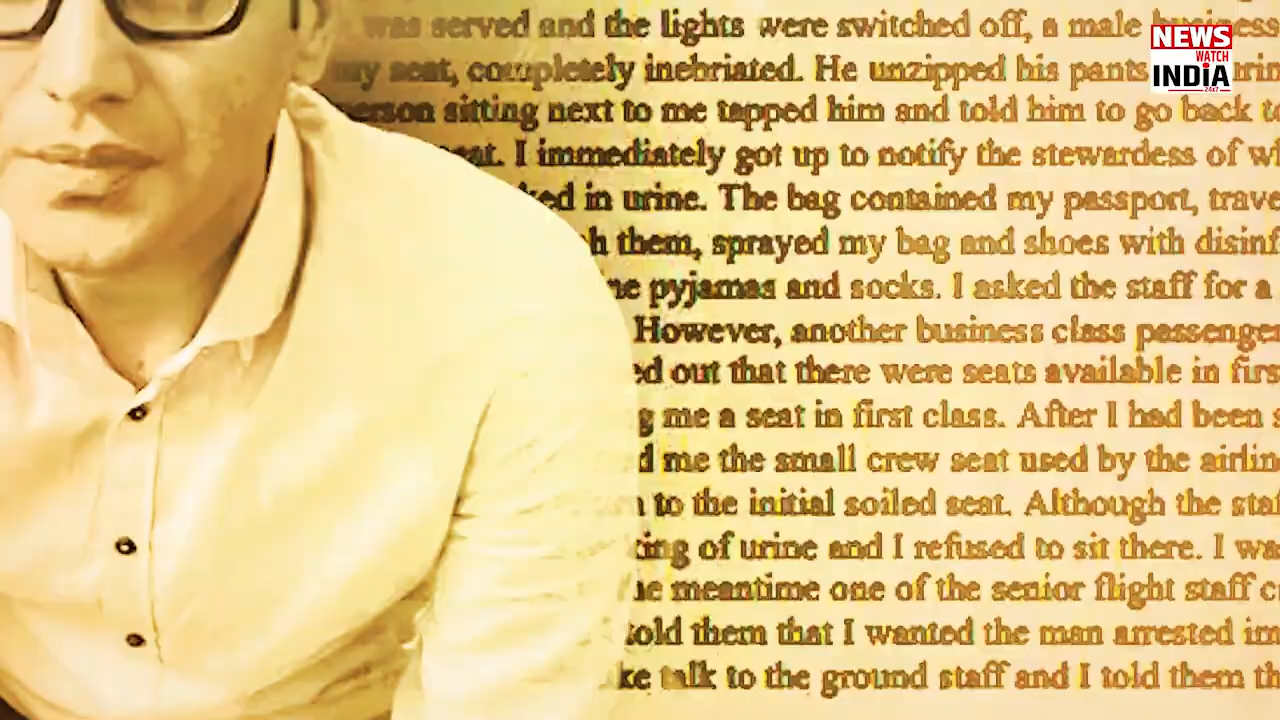 was served and the lights were switched off, a male business
my seat, completely inebriated. He unzipped his pants
person sitting next to me tapped him and told him to go back
seat. I immediately got up to notify the stewardess of
in urine. The bag contained my passport,
them, sprayed my bag and shoes with
pyjamas and socks. I asked the staff for a
However, another business class passenger
out that there were seats available in
me a seat in first class. After I had been
me the small crew seat used by the
to the initial soiled seat. Although the
of urine and I refused to sit there. I
meantime one of the senior flight staff
told them that I wanted the man arrested
talk to the ground staff and I told them
NEWS
WATCH
INDIA
24x7